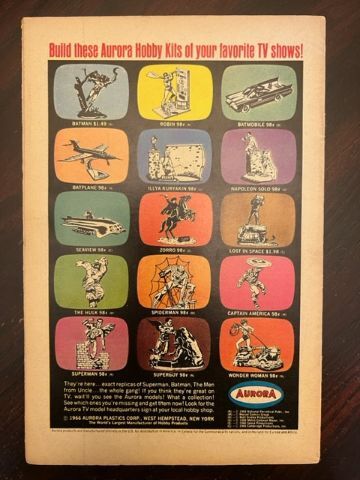 Build these Aurora Hobby Kits of your favorite TV shows!
BATMAN $1.49
ROBIN 98¢
BATMOBILE 98¢
BATPLANE 98¢
ILLYA KURYAKIN 98¢
NAPOLEON SOLO 98¢
SEAVIEW 98¢
ZORRO 98¢
LOST IN SPACE $1.98
THE HULK 98¢
SPIDERMAN 98¢
CAPTAIN AMERICA 98¢
SUPERMAN 98¢
SUPERBOY 98¢
WONDER WOMAN 98¢
They're here . . . exact replicas of Superman, Batman, The Man
from Uncle . . . the whole gang! If you think they're great on
TV, wait'll you see the Aurora models! What a collection!
See which ones you're missing and get them now! Look for the
Aurora TV model headquarters sign at your local hobby shop.
© 1966 AURORA PLASTICS CORP., WEST HEMPSTEAD, NEW YORK
The World's Largest Manufacturer of Hobby Products
AURORA